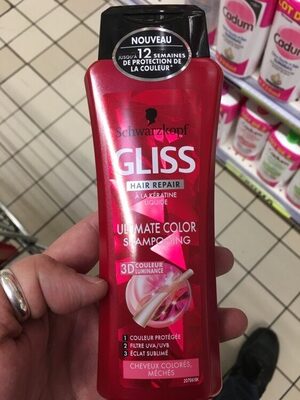 NOUVEAU
JUSQU'À 12 SEMAINES
DE PROTECTION DE
LA COULEUR*
Schwarzkopf
GLISS
HAIR REPAIR
À LA KÉRATINE
LIQUIDE
ULTIMATE COLOR
SHAMPOOING
3D COULEUR
LUMINANCE
1 COULEUR PROTÉGÉE
2 FILTRE UVA/UVB
3 ÉCLAT SUBLIMÉ
CHEVEUX COLORÉS,
MÉCHÉS
Cadum
Cadum